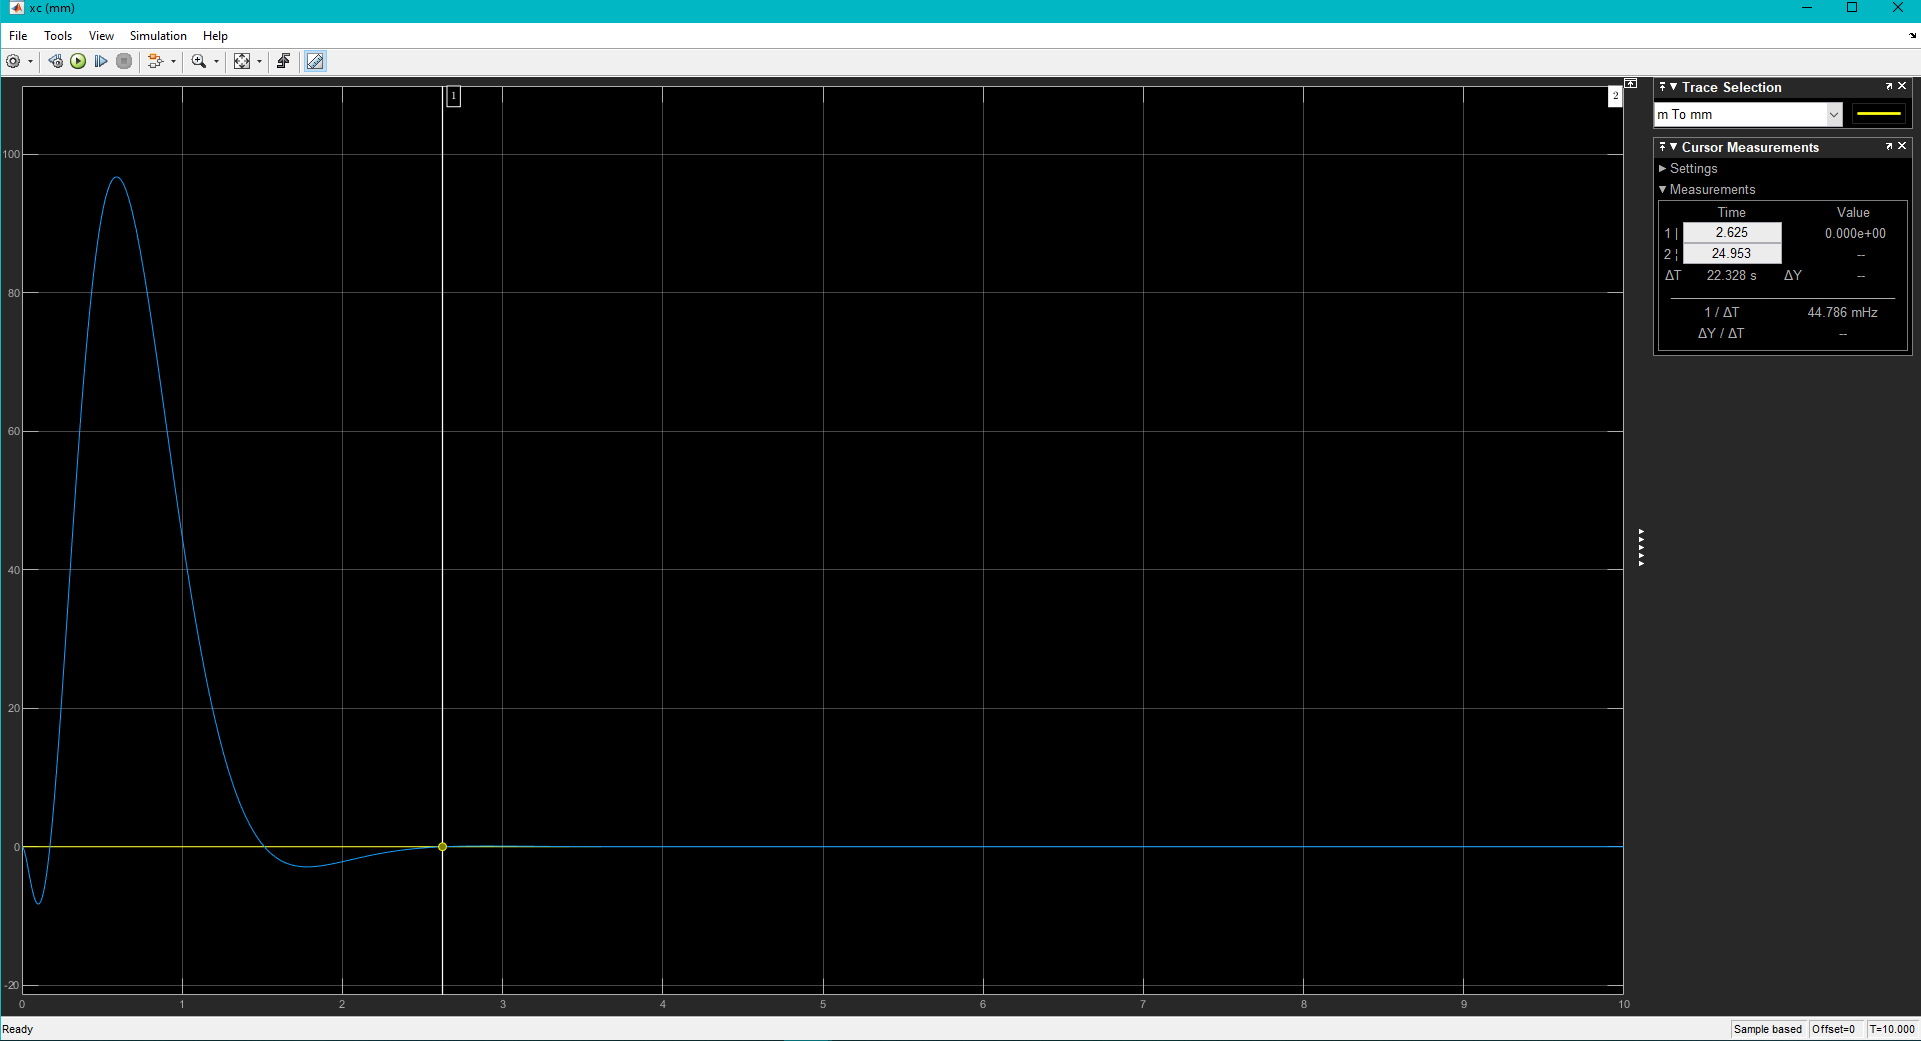 xc (mm)
File Tools View Simulation Help
1
2
100
80
60
40
20
0
-20
0 1 2 3 4 5 6 7 8 9 10
Trace Selection
m To mm
Cursor Measurements
Settings
Measurements
Time Value
1 | 2.625 0.000e+00
2 ¦ 24.953 --
ΔT 22.328 s ΔY --
1 / ΔT 44.786 mHz
ΔY / ΔT --
Ready Sample based Offset=0 T=10.000